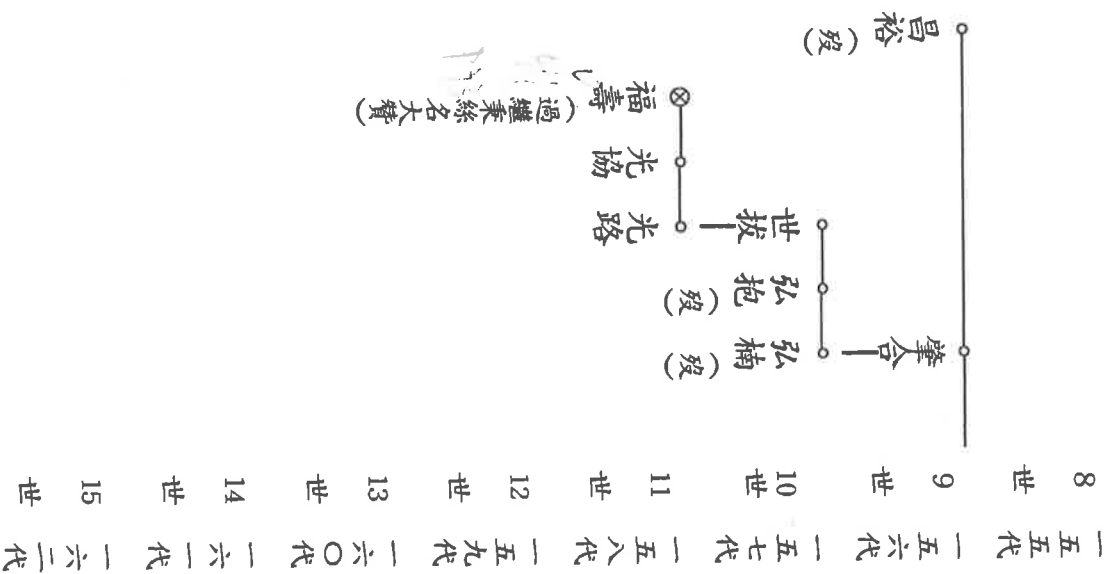 一五五代
8世
一五六代
9世
肇合
昌裕(歿)
一五七代
10世
弘楠(歿)
弘抱(歿)
世拔
一五八代
11世
光路
光協
福壽(過繼秉絲名大贊)
一五九代
12世
一六〇代
13世
一六一代
14世
一六二代
15世